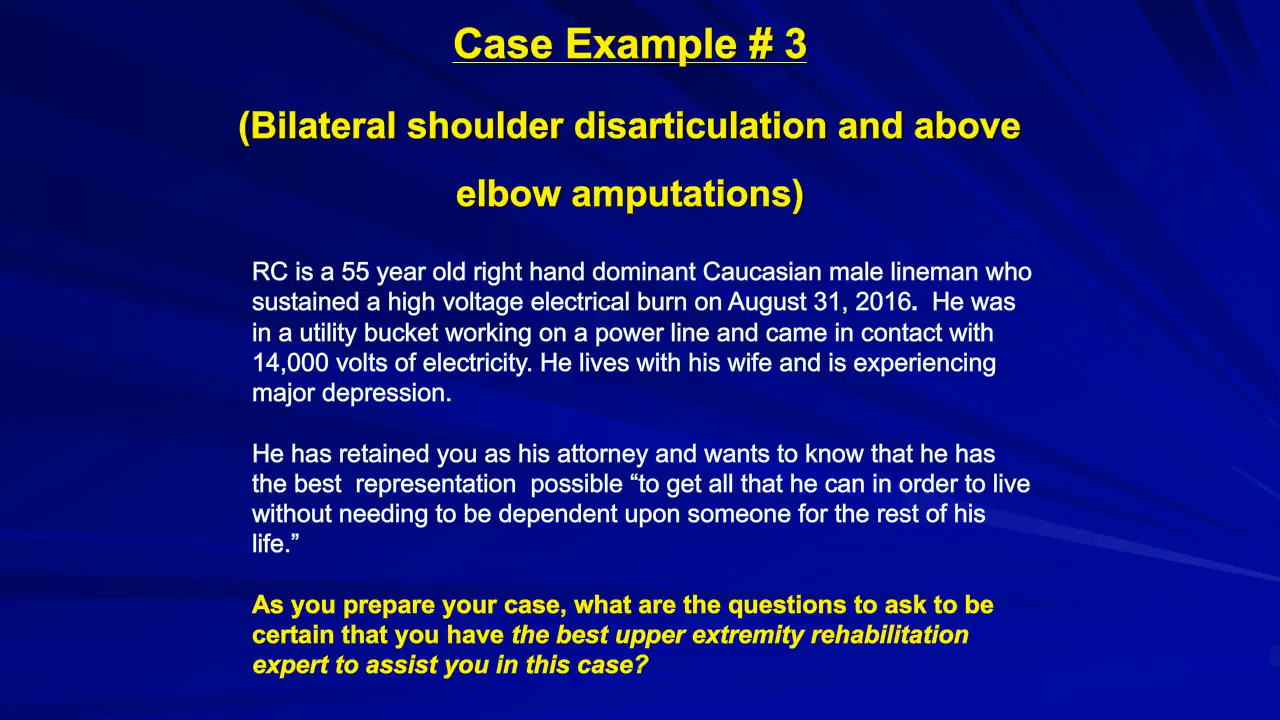 Case Example # 3
(Bilateral shoulder disarticulation and above
elbow amputations)
RC is a 55 year old right hand dominant Caucasian male lineman who
sustained a high voltage electrical burn on August 31, 2016.  He was
in a utility bucket working on a power line and came in contact with
14,000 volts of electricity. He lives with his wife and is experiencing
major depression.
He has retained you as his attorney and wants to know that he has
the best  representation  possible “to get all that he can in order to live
without needing to be dependent upon someone for the rest of his
life.”
As you prepare your case, what are the questions to ask to be
certain that you have the best upper extremity rehabilitation
expert to assist you in this case?